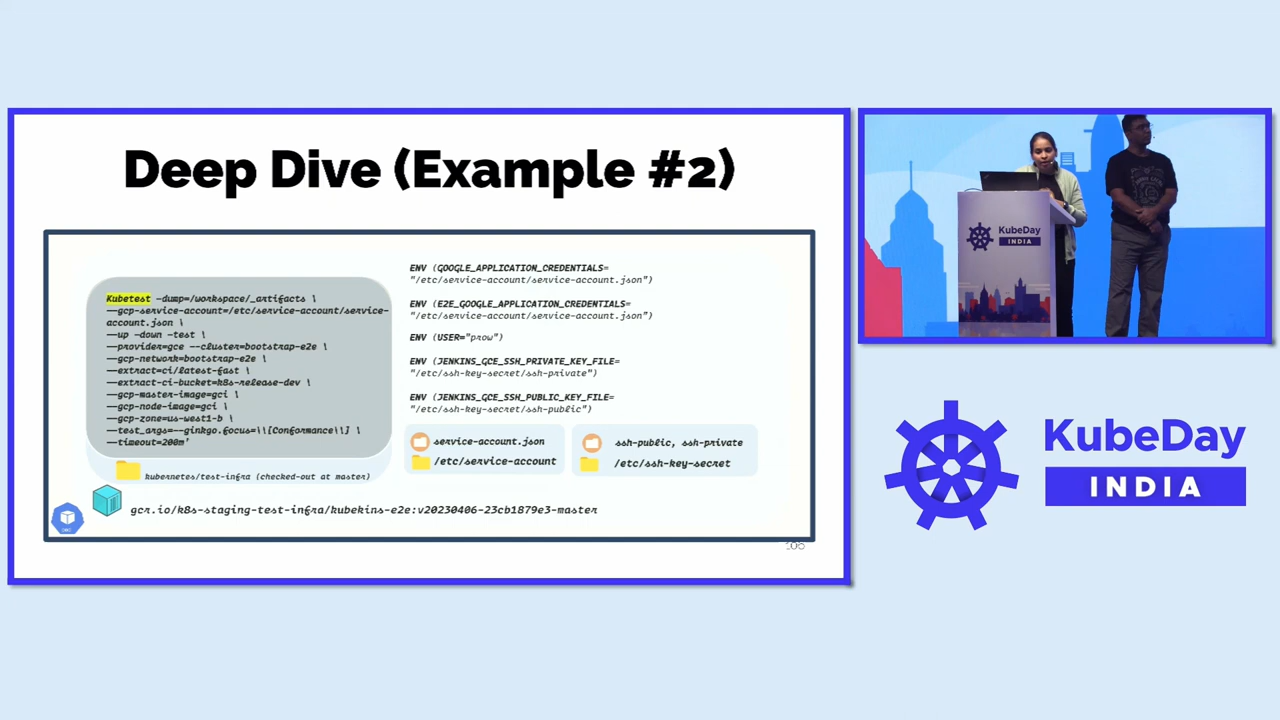 Deep Dive (Example #2)
Kubetest -dump=/workspace/_artifacts \
--gcp-service-account=/etc/service-account/service-
account.json \
--up -down -test \
--provider=gce --cluster=bootstrap-e2e \
--gcp-network=bootstrap-e2e \
--extract=ci/latest-fast \
--extract-ci-bucket=k8s-release-dev \
--gcp-master-image=gci \
--gcp-node-image=gci \
--gcp-zone=us-west1-b \
--test_args=--ginkgo.focus=\\[Conformance\\] \
--timeout=200m'
kubernetes/test-infra (checked-out at master)
ENV (GOOGLE_APPLICATION_CREDENTIALS=
"/etc/service-account/service-account.json")
ENV (E2E_GOOGLE_APPLICATION_CREDENTIALS=
"/etc/service-account/service-account.json")
ENV (USER="prow")
ENV (JENKINS_GCE_SSH_PRIVATE_KEY_FILE=
"/etc/ssh-key-secret/ssh-private")
ENV (JENKINS_GCE_SSH_PUBLIC_KEY_FILE=
"/etc/ssh-key-secret/ssh-public")
service-account.json
/etc/service-account
ssh-public, ssh-private
/etc/ssh-key-secret
gcr.io/k8s-staging-test-infra/kubekins-e2e:v20230406-23cb1879e3-master
KubeDay
INDIA
KubeDay
INDIA